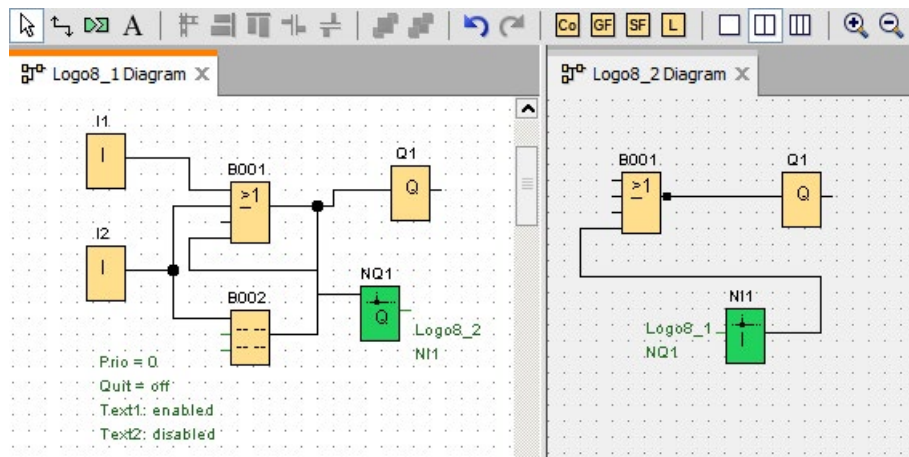 A
Co
GF
SF
L
Logo8_1 Diagram
Logo8_2 Diagram
I1
I
B001
>1
Q1
Q
I2
I
B002
NQ1
Q
Logo8_2
NI1
Prio = 0
Quit = off
Text1: enabled
Text2: disabled
B001
>1
Q1
Q
NI1
I
Logo8_1
NQ1